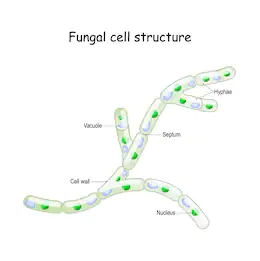 Fungal cell structure
Hyphae
Vacuole
Septum
Cell wall
Nucleus